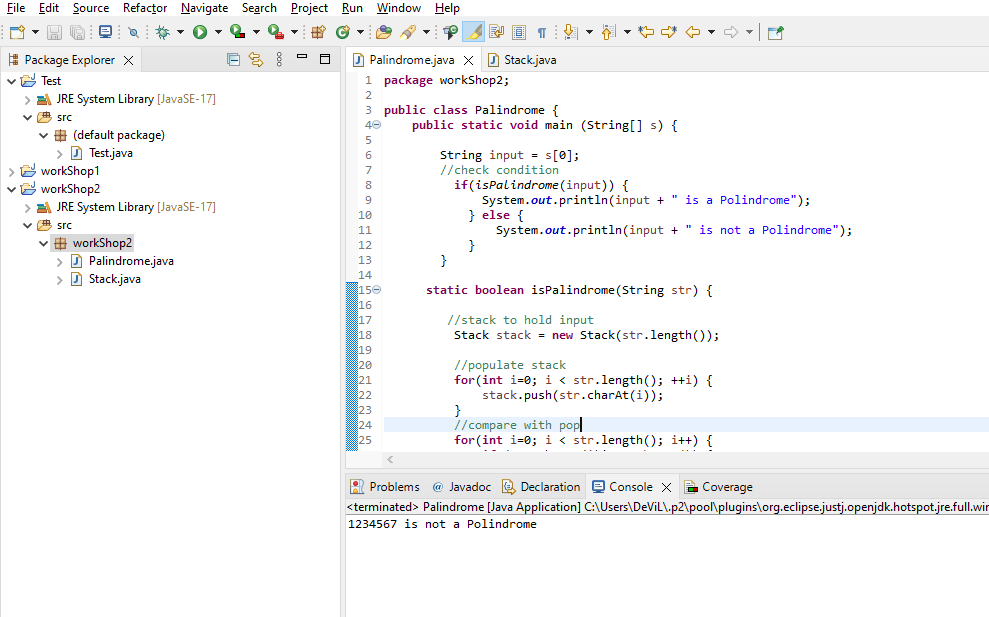 File Edit Source Refactor Navigate Search Project Run Window Help
Package Explorer
Test
JRE System Library [JavaSE-17]
src
(default package)
Test.java
workShop1
workShop2
JRE System Library [JavaSE-17]
src
workShop2
Palindrome.java
Stack.java
Palindrome.java Stack.java
1 package workShop2;
2
3 public class Palindrome {
4 public static void main (String[] s) {
5
6 String input = s[0];
7 //check condition
8 if(isPalindrome(input)) {
9 System.out.println(input + " is a Polindrome");
10 } else {
11 System.out.println(input + " is not a Polindrome");
12 }
13 }
14
15 static boolean isPalindrome(String str) {
16
17 //stack to hold input
18 Stack stack = new Stack(str.length());
19
20 //populate stack
21 for(int i=0; i < str.length(); ++i) {
22 stack.push(str.charAt(i));
23 }
24 //compare with pop
25 for(int i=0; i < str.length(); i++) {
Problems Javadoc Declaration Console Coverage
<terminated> Palindrome [Java Application] C:\Users\DeViL\.p2\pool\plugins\org.eclipse.justj.openjdk.hotspot.jre.full.win
1234567 is not a Polindrome